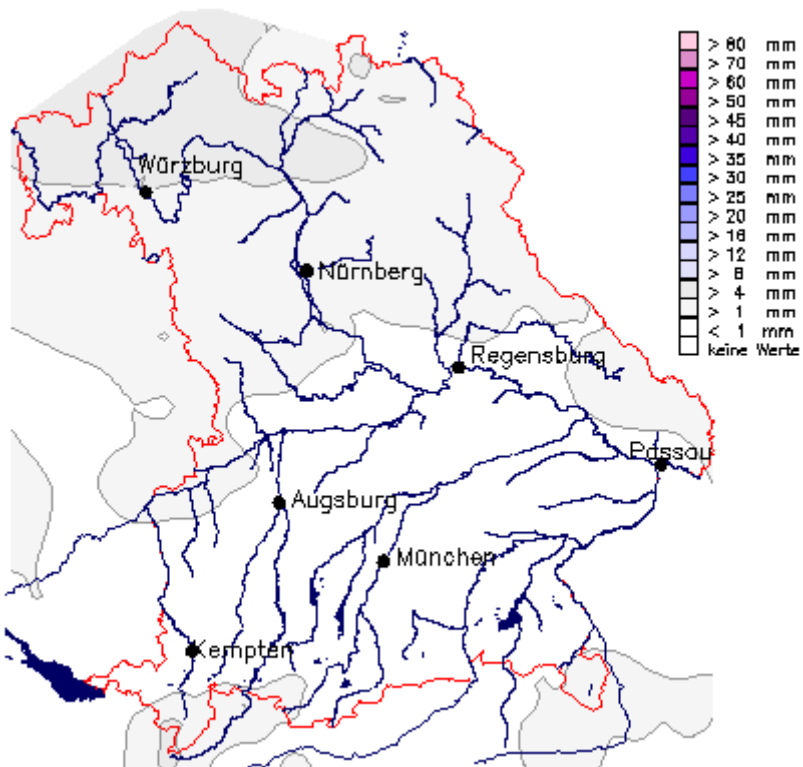 > 80 mm
> 70 mm
> 60 mm
> 50 mm
> 45 mm
> 40 mm
> 35 mm
> 30 mm
> 25 mm
> 20 mm
> 16 mm
> 12 mm
> 8 mm
> 4 mm
> 1 mm
< 1 mm
keine Werte
Würzburg
Nürnberg
Regensburg
Passau
Augsburg
München
Kempten